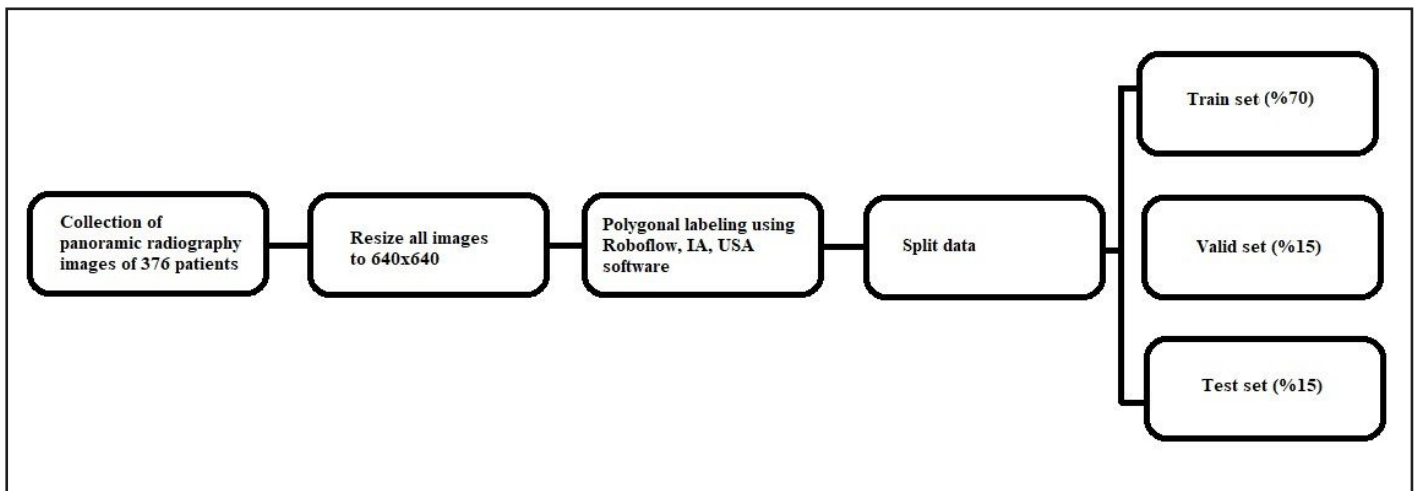 Collection of
panoramic radiography
images of 376 patients
Resize all images
to 640x640
Polygonal labeling using
Roboflow, IA, USA
software
Split data
Train set (%70)
Valid set (%15)
Test set (%15)